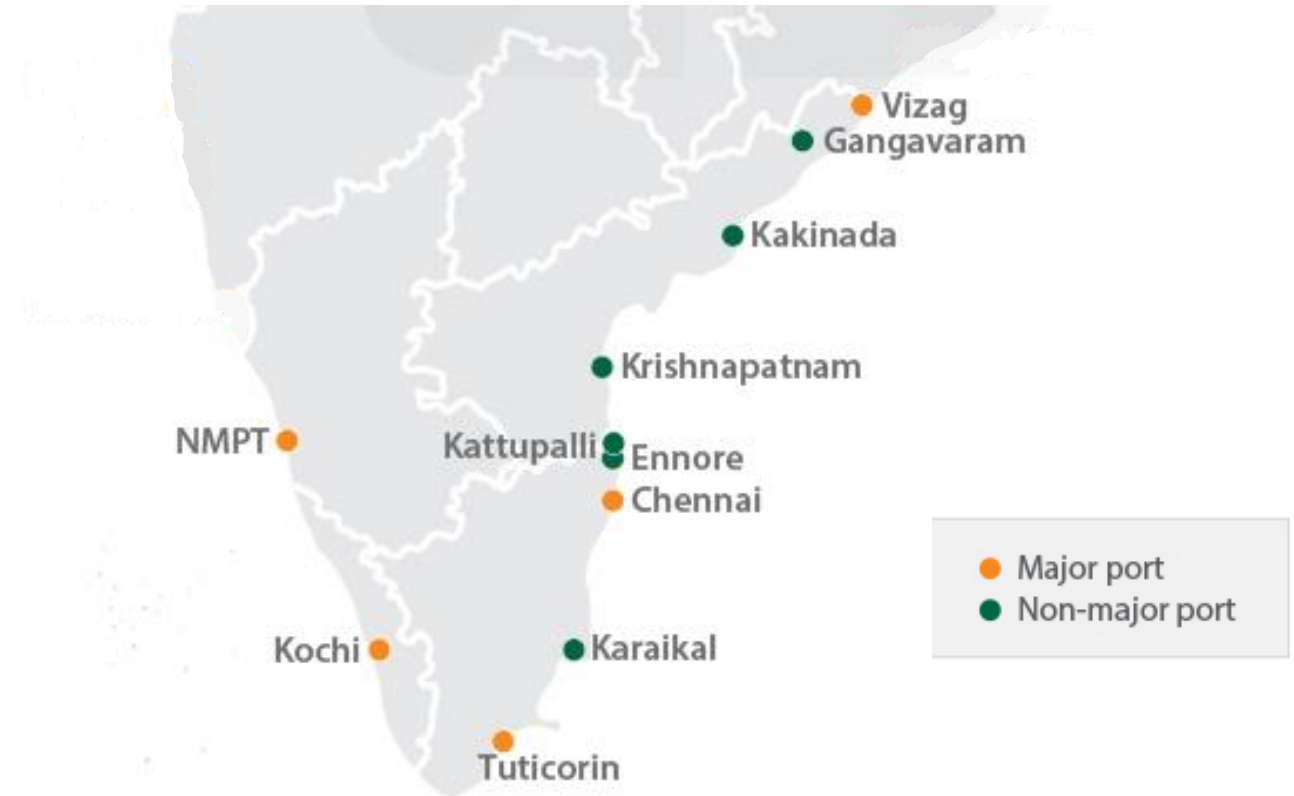 Vizag
Gangavaram
Kakinada
Krishnapatnam
NMPT
Kattupalli
Ennore
Chennai
Major port
Non-major port
Kochi
Karaikal
Tuticorin